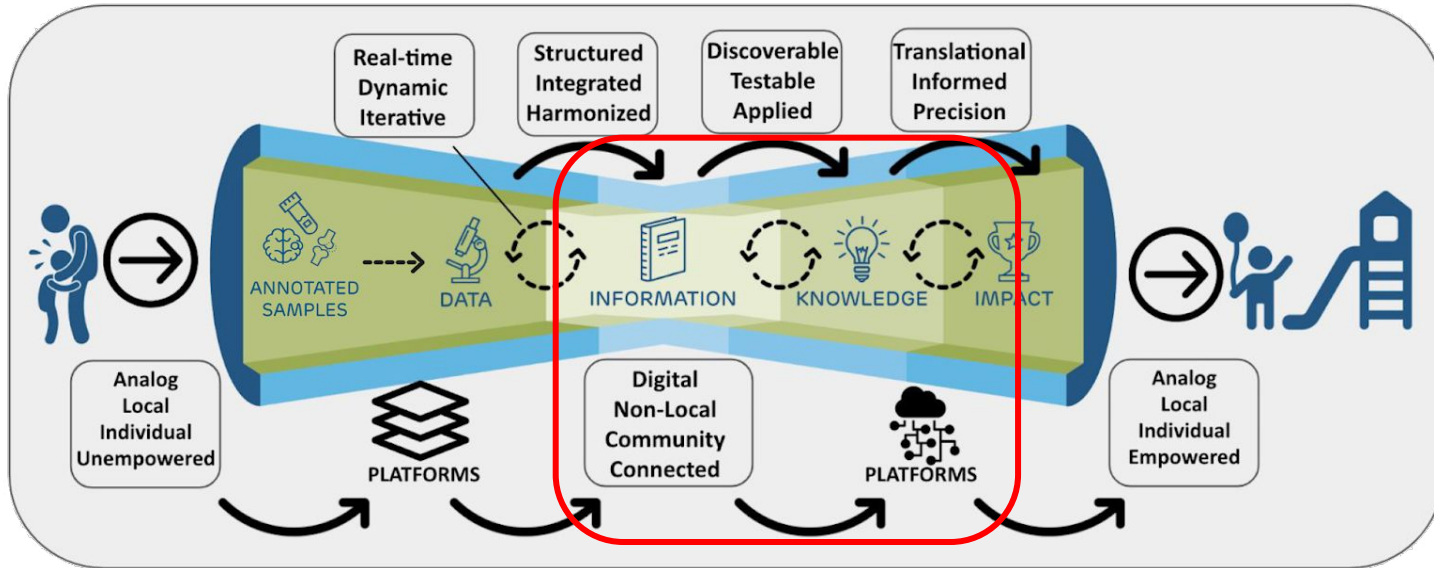 Real-time
Dynamic
Iterative
Structured
Integrated
Harmonized
Discoverable
Testable
Applied
Translational
Informed
Precision
ANNOTATED
SAMPLES
DATA
INFORMATION
KNOWLEDGE
IMPACT
Analog
Local
Individual
Unempowered
PLATFORMS
Digital
Non-Local
Community
Connected
PLATFORMS
Analog
Local
Individual
Empowered